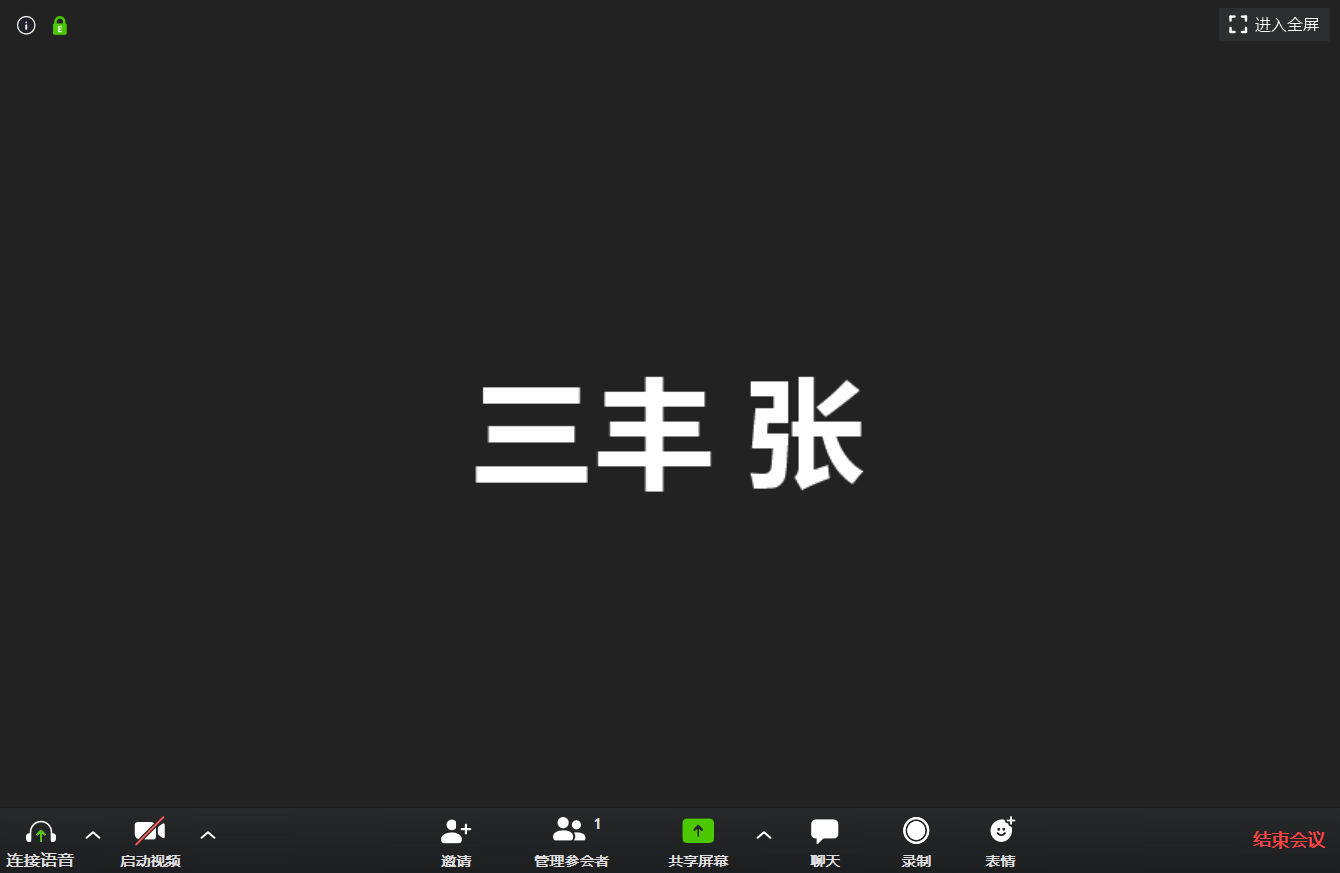 进入全屏
三丰 张
连接语音
启动视频
邀请
管理参会者 1
共享屏幕
聊天
录制
表情
结束会议